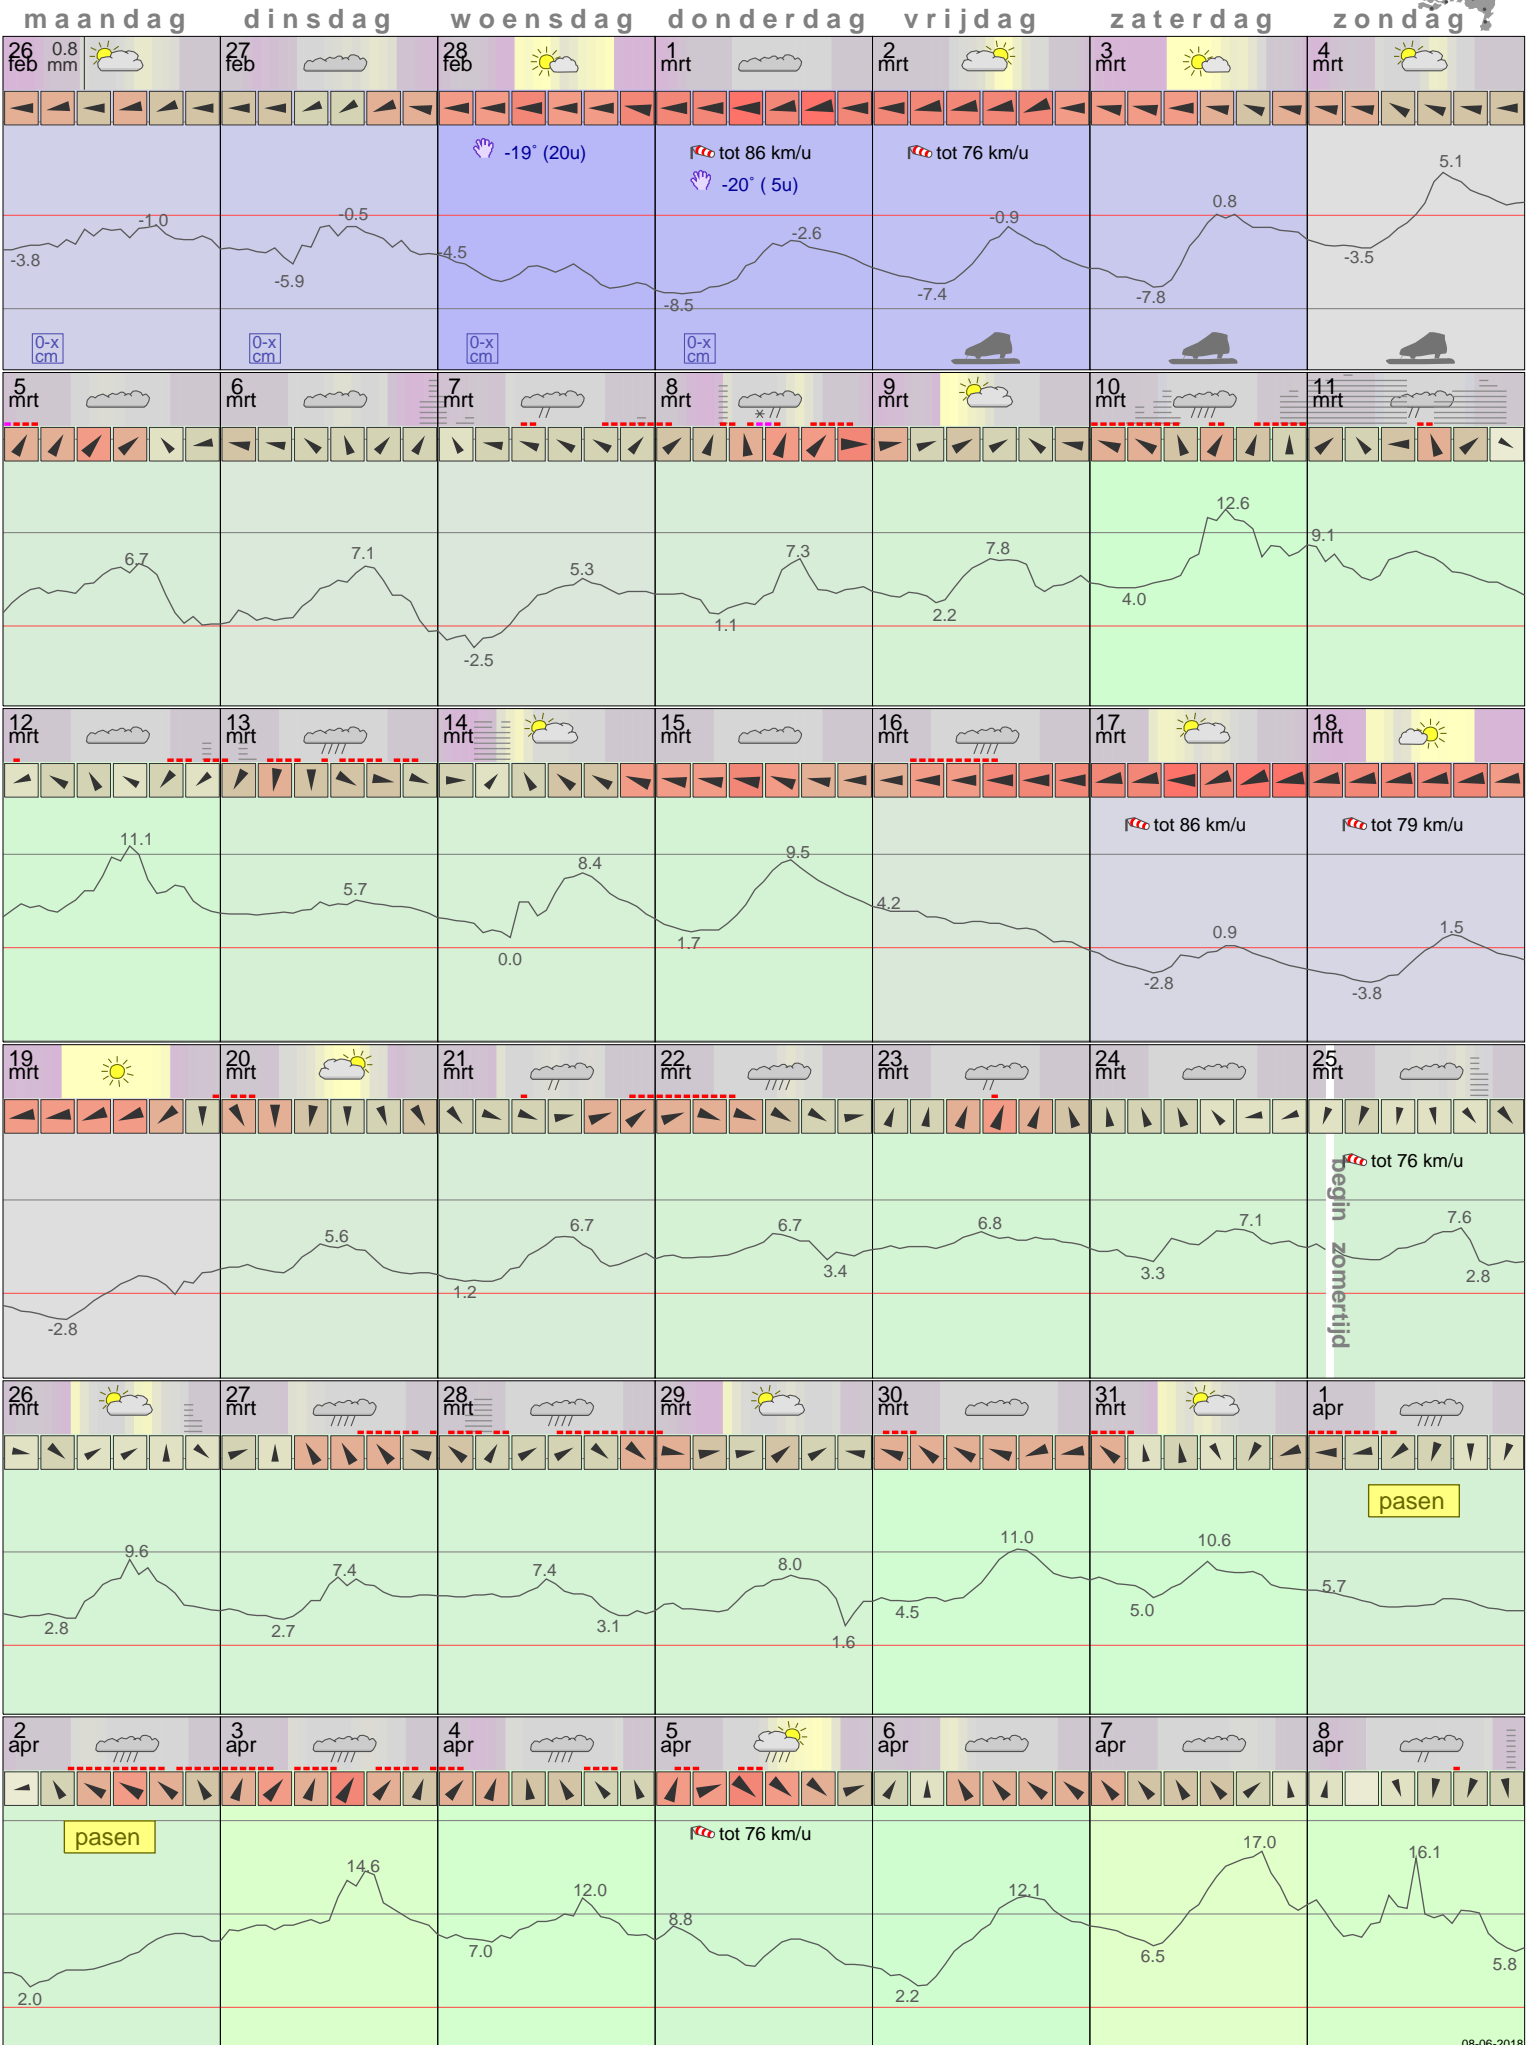 maandag dinsdag woensdag donderdag vrijdag zaterdag zondag
26 feb 0.8 mm 27 feb 28 feb 1 mrt 2 mrt 3 mrt 4 mrt
-19° (20u) tot 86 km/u tot 76 km/u
-20° ( 5u)
-3.8 -1.0 -5.9 -0.5 -4.5 -8.5 -2.6 -7.4 -0.9 -7.8 0.8 -3.5 5.1
0-x cm 0-x cm 0-x cm 0-x cm
5 mrt 6 mrt 7 mrt 8 mrt 9 mrt 10 mrt 11 mrt
6.7 7.1 -2.5 5.3 1.1 7.3 2.2 7.8 4.0 12.6 9.1
12 mrt 13 mrt 14 mrt 15 mrt 16 mrt 17 mrt 18 mrt
tot 86 km/u tot 79 km/u
11.1 5.7 0.0 8.4 1.7 9.5 4.2 -2.8 0.9 -3.8 1.5
19 mrt 20 mrt 21 mrt 22 mrt 23 mrt 24 mrt 25 mrt
tot 76 km/u
begin zomertijd
-2.8 5.6 1.2 6.7 6.7 3.4 6.8 3.3 7.1 7.6 2.8
26 mrt 27 mrt 28 mrt 29 mrt 30 mrt 31 mrt 1 apr
pasen
2.8 9.6 2.7 7.4 7.4 3.1 8.0 1.6 4.5 11.0 5.0 10.6 5.7
2 apr 3 apr 4 apr 5 apr 6 apr 7 apr 8 apr
pasen tot 76 km/u
2.0 14.6 7.0 12.0 8.8 2.2 12.1 6.5 17.0 16.1 5.8
08-06-2018